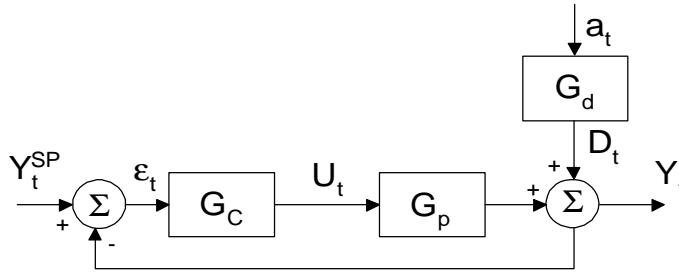 a_t
G_d
D_t
Y_t^SP
ε_t
U_t
Y
Σ
G_C
G_p
Σ
+
-
+
+